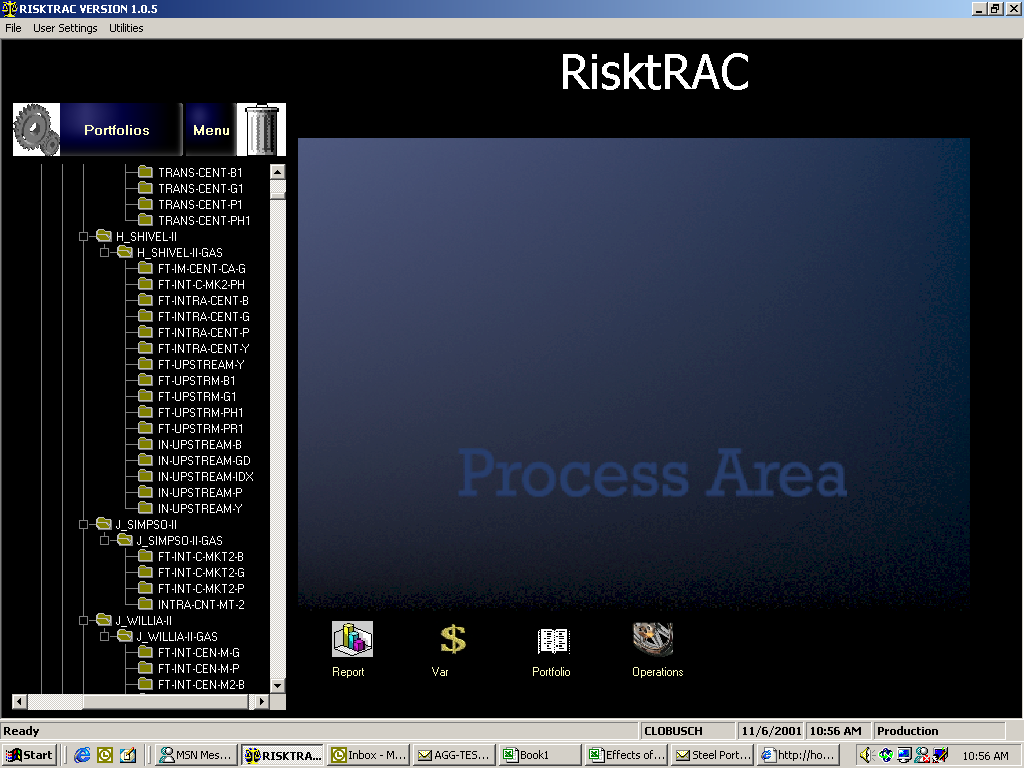 RISKTRAC VERSION 1.0.5
File User Settings Utilities
RisktRAC
Portfolios Menu
TRANS-CENT-B1
TRANS-CENT-G1
TRANS-CENT-P1
TRANS-CENT-PH1
H_SHIVEL-II
H_SHIVEL-II-GAS
FT-IM-CENT-CA-G
FT-INT-C-MK2-PH
FT-INTRA-CENT-B
FT-INTRA-CENT-G
FT-INTRA-CENT-P
FT-INTRA-CENT-Y
FT-UPSTREAM-Y
FT-UPSTRM-B1
FT-UPSTRM-G1
FT-UPSTRM-PH1
FT-UPSTRM-PR1
IN-UPSTREAM-B
IN-UPSTREAM-GD
IN-UPSTREAM-IDX
IN-UPSTREAM-P
IN-UPSTREAM-Y
J_SIMPSO-II
J_SIMPSO-II-GAS
FT-INT-C-MKT2-B
FT-INT-C-MKT2-G
FT-INT-C-MKT2-P
INTRA-CNT-MT-2
J_WILLIA-II
J_WILLIA-II-GAS
FT-INT-CEN-M-G
FT-INT-CEN-M-P
FT-INT-CEN-M2-B
Process Area
Report Var Portfolio Operations
Ready CLOBUSCH 11/6/2001 10:56 AM Production
Start MSN Mes... RISKTRA... Inbox - M... AGG-TES... Book1 Effects of... Steel Port... http://ho... 10:56 AM